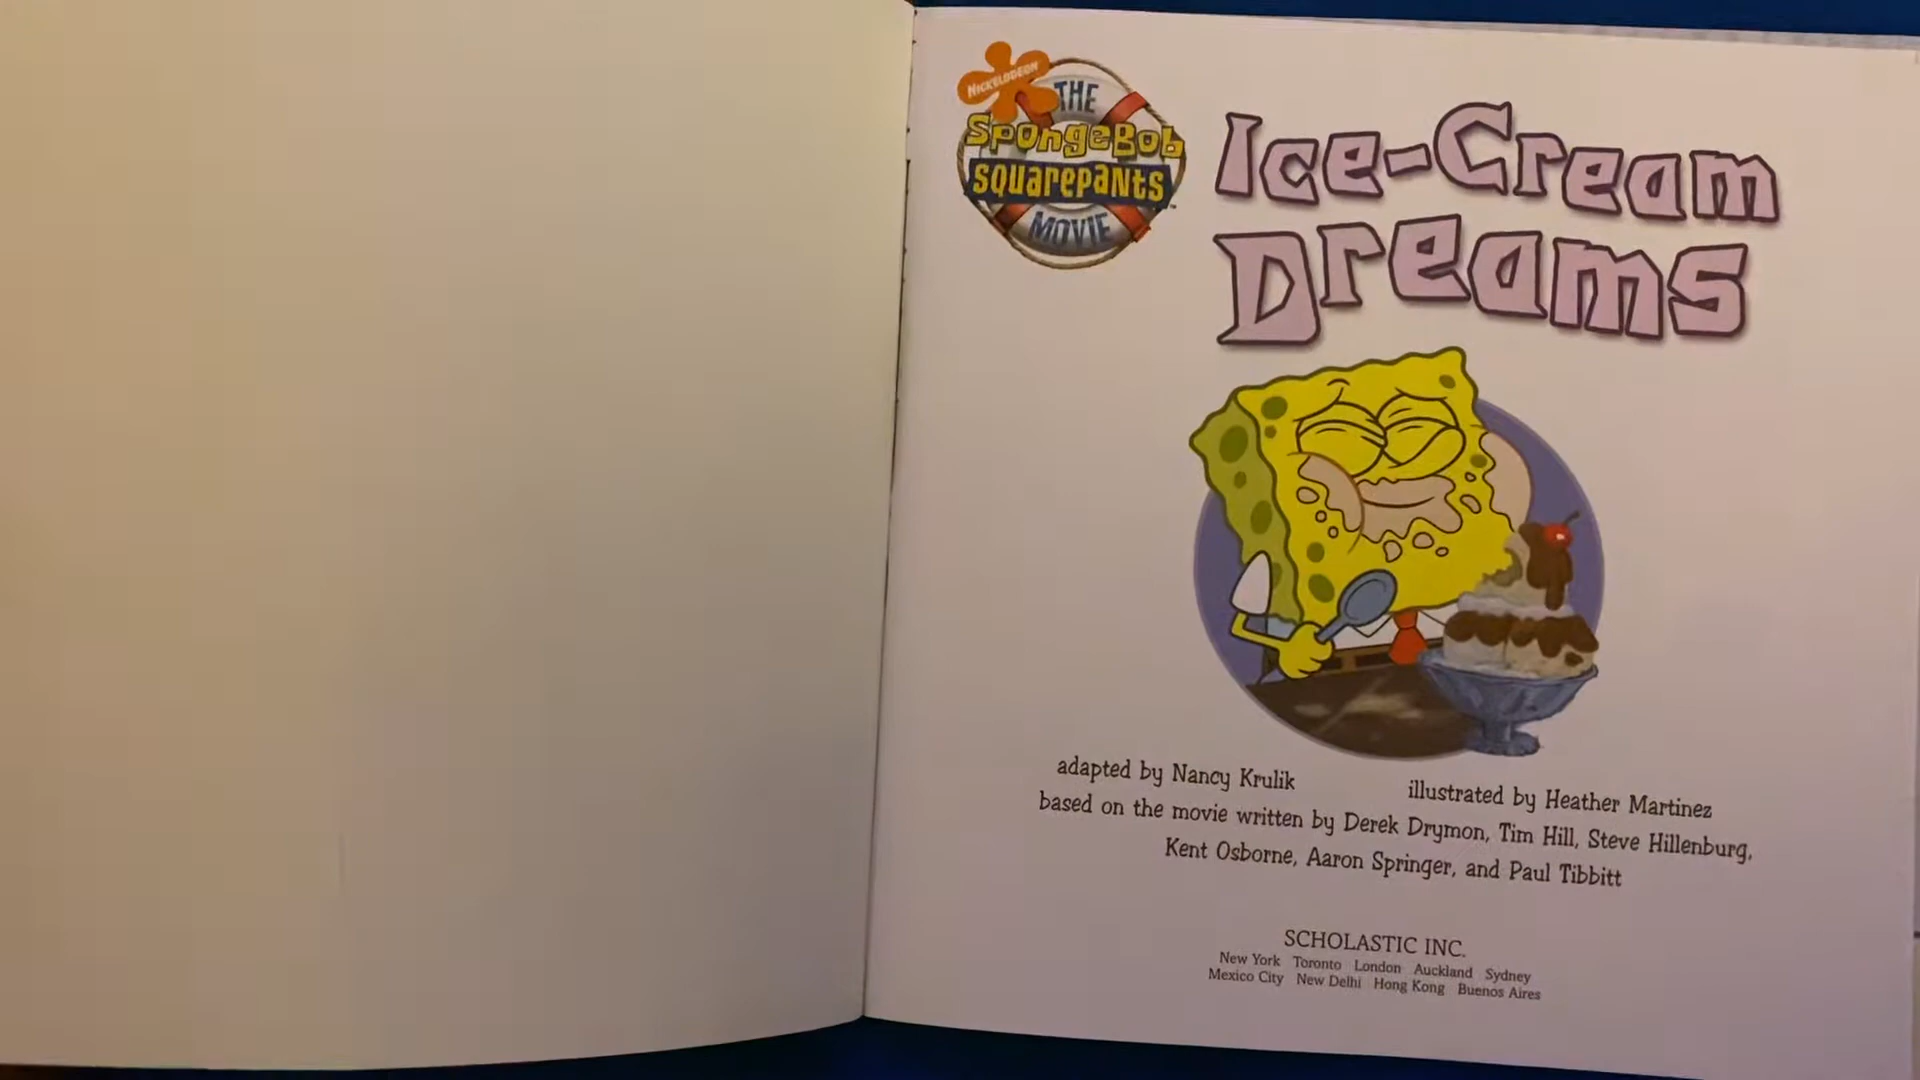 NICKELODEON
THE
SpongeBob
SQUAREPANTS
MOVIE
Ice-Cream
Dreams
adapted by Nancy Krulik
illustrated by Heather Martinez
based on the movie written by Derek Drymon, Tim Hill, Steve Hillenburg,
Kent Osborne, Aaron Springer, and Paul Tibbitt
SCHOLASTIC INC.
New York Toronto London Auckland Sydney
Mexico City New Delhi Hong Kong Buenos Aires